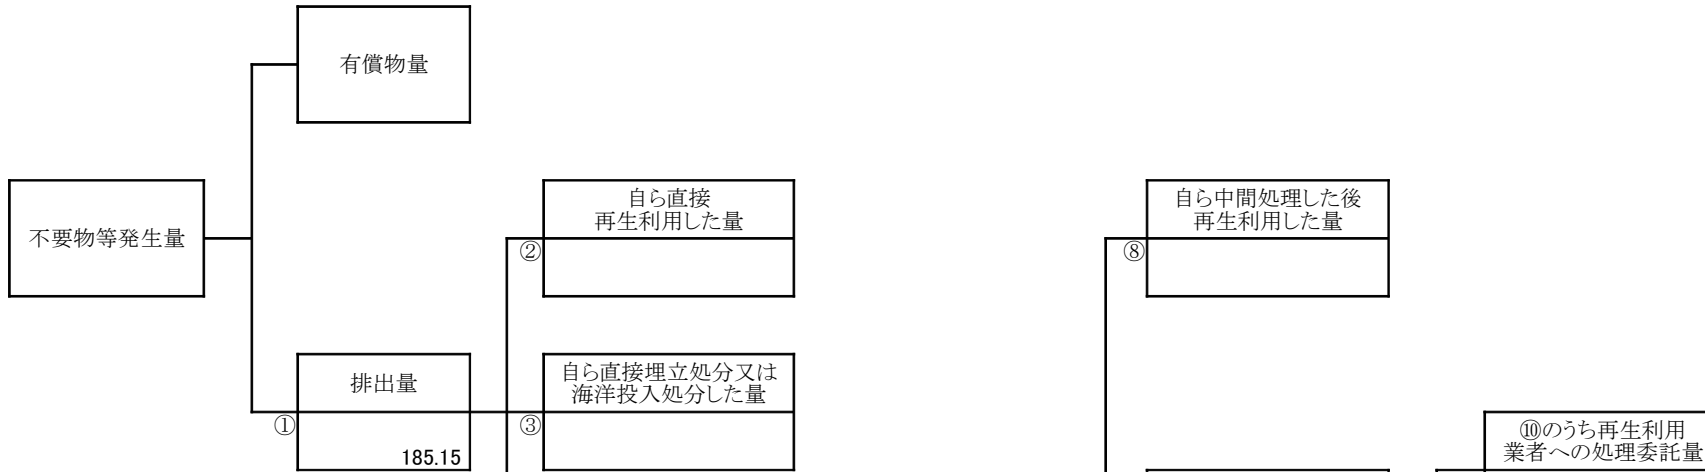 有償物量
不要物等発生量
自ら直接
再生利用した量
②
自ら中間処理した後
再生利用した量
⑧
排出量
①
185.15
自ら直接埋立処分又は
海洋投入処分した量
③
⑩のうち再生利用
業者への処理委託量